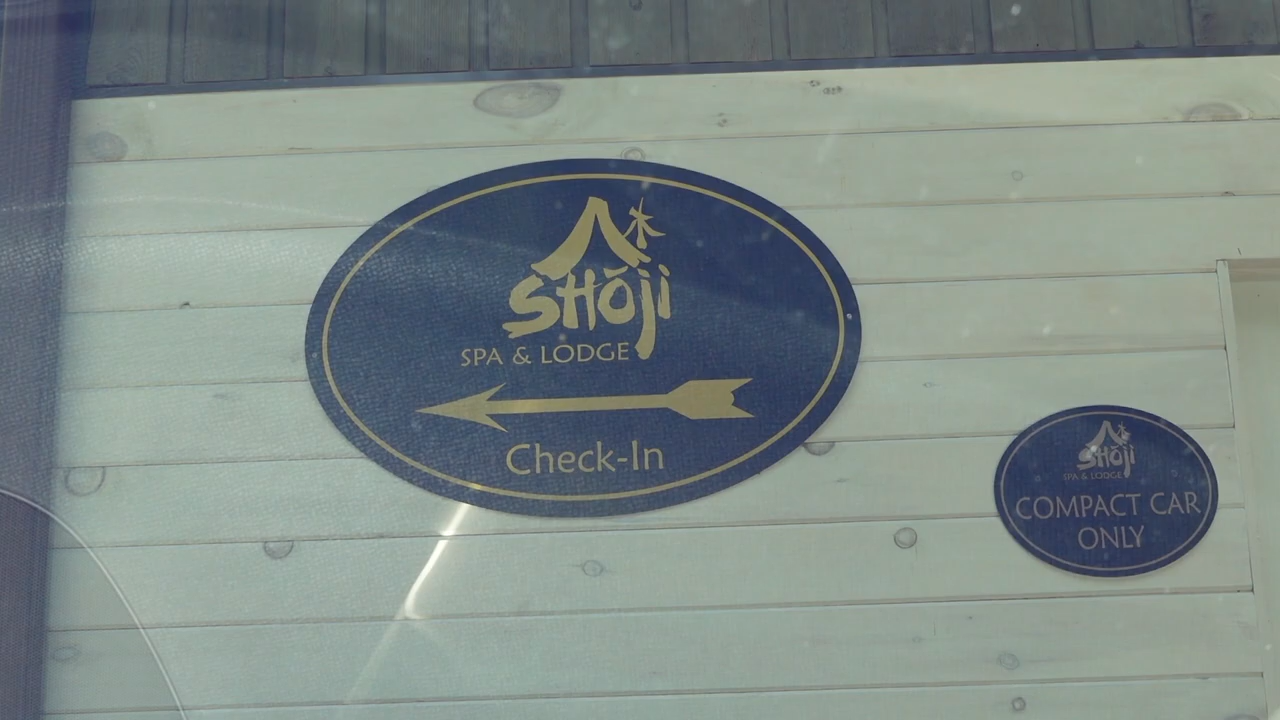 SHōji
SPA & LODGE
Check-In
SHōji
SPA & LODGE
COMPACT CAR
ONLY